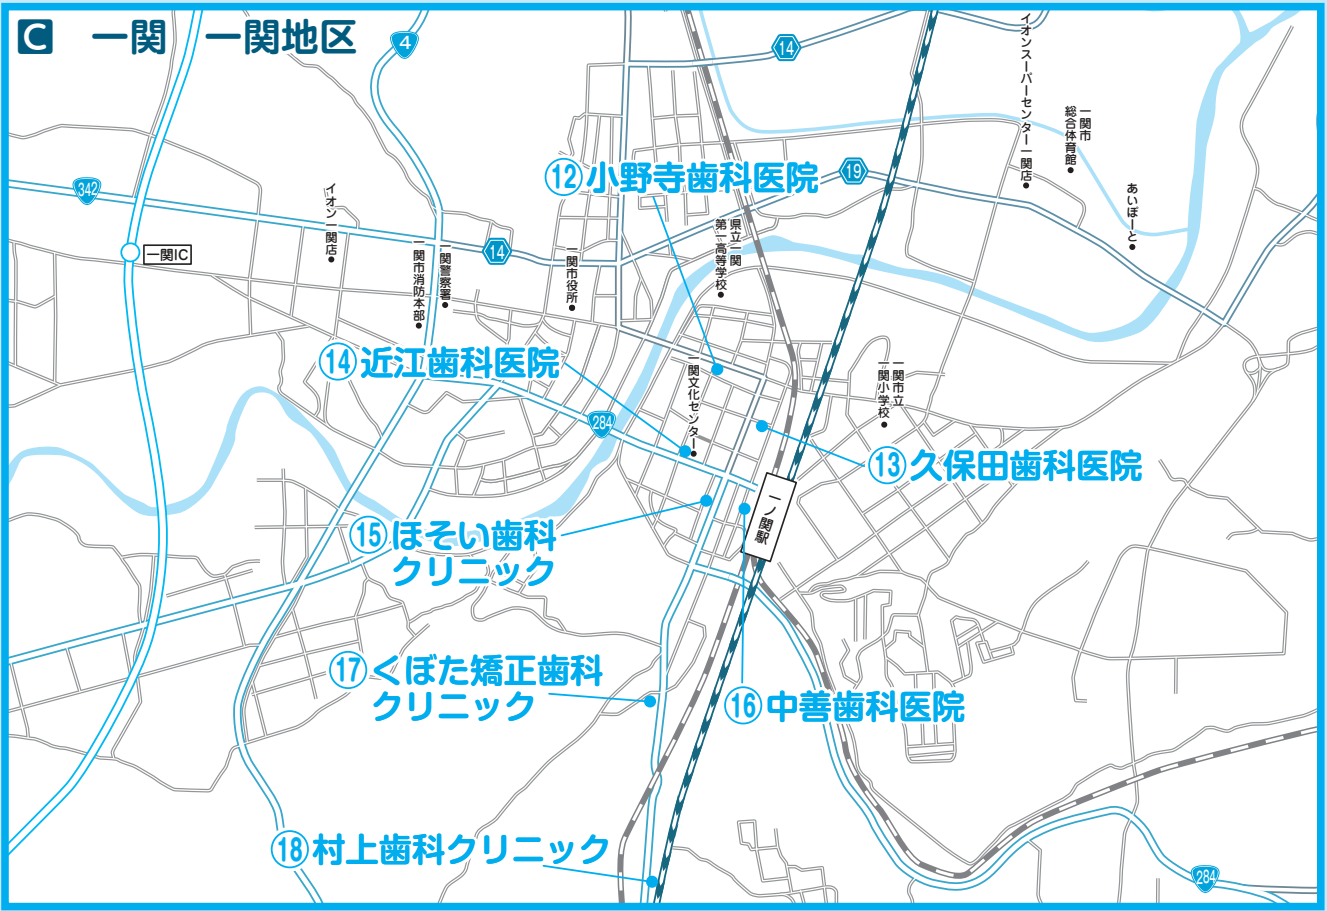 C 一関 一関地区
4
14
イオンスーパーセンター一関店
一関市
総合体育館
342
⑫小野寺歯科医院
19
イオン一関店
あいぽーと
県立一関
第一高等学校
一関IC
14
一関市消防本部
一関警察署
一関市役所
⑭近江歯科医院
一関文化センター
一関市立
一関小学校
284
⑬久保田歯科医院
一ノ関駅
⑮ほそい歯科
クリニック
⑰くぼた矯正歯科
クリニック
⑯中善歯科医院
⑱村上歯科クリニック
284